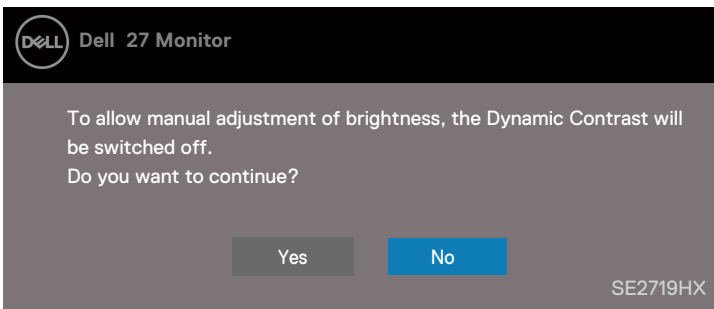 DELL
Dell 27 Monitor
To allow manual adjustment of brightness, the Dynamic Contrast will
be switched off.
Do you want to continue?
Yes
No
SE2719HX